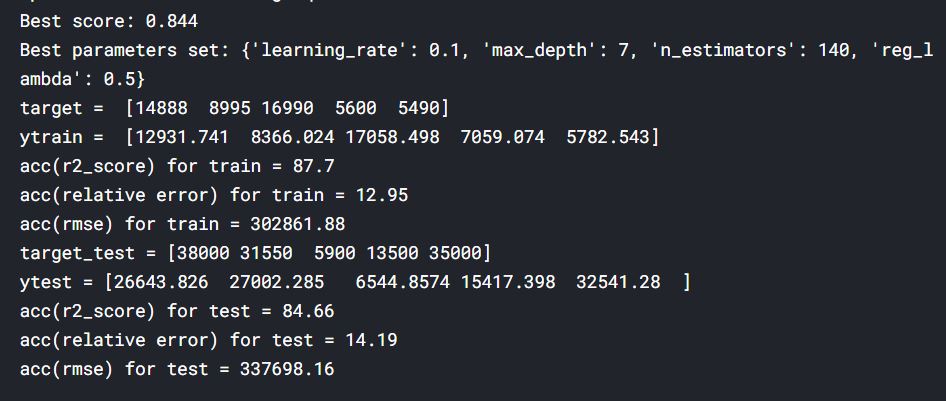 Best score: 0.844
Best parameters set: {'learning_rate': 0.1, 'max_depth': 7, 'n_estimators': 140, 'reg_l
ambda': 0.5}
target =  [14888  8995 16990  5600  5490]
ytrain =  [12931.741  8366.024 17058.498  7059.074  5782.543]
acc(r2_score) for train = 87.7
acc(relative error) for train = 12.95
acc(rmse) for train = 302861.88
target_test = [38000 31550  5900 13500 35000]
ytest = [26643.826  27002.285   6544.8574 15417.398  32541.28  ]
acc(r2_score) for test = 84.66
acc(relative error) for test = 14.19
acc(rmse) for test = 337698.16